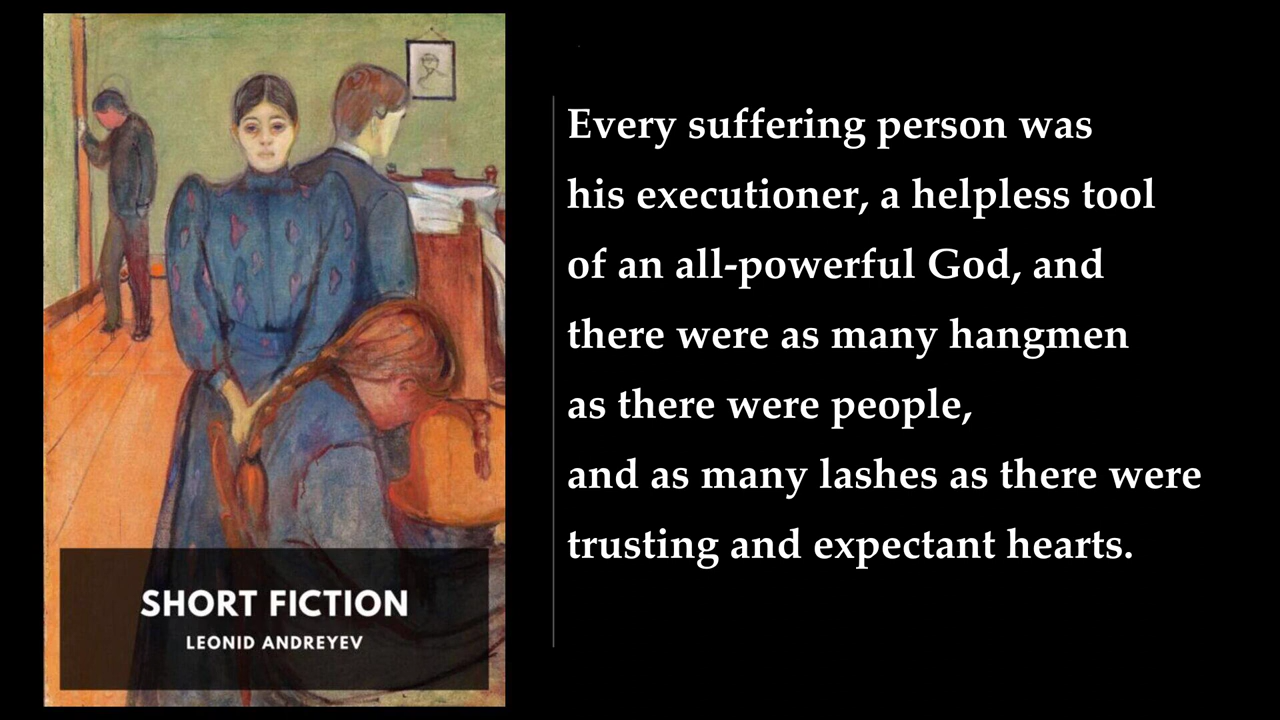 SHORT FICTION
LEONID ANDREYEV
Every suffering person was
his executioner, a helpless tool
of an all-powerful God, and
there were as many hangmen
as there were people,
and as many lashes as there were
trusting and expectant hearts.